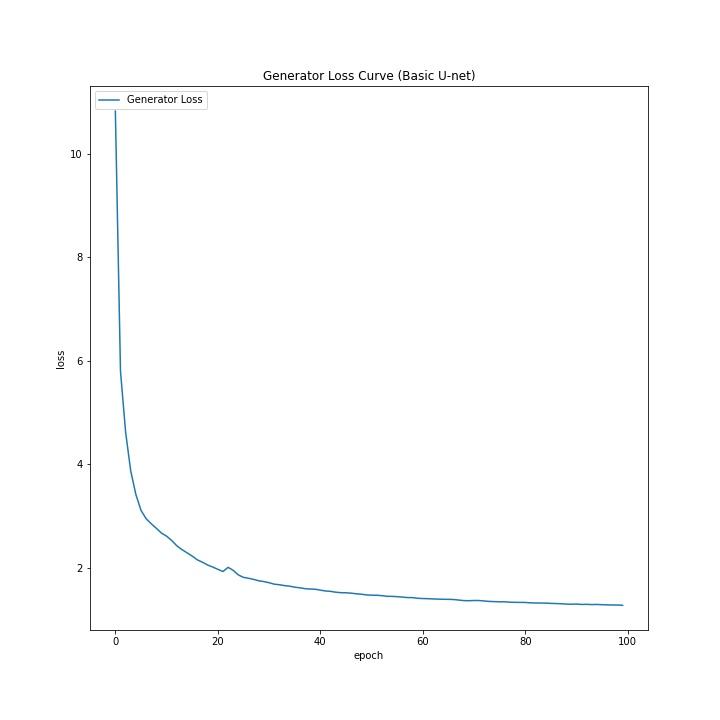 Generator Loss Curve (Basic U-net)
Generator Loss
10
8
6
4
2
loss
0 20 40 60 80 100
epoch